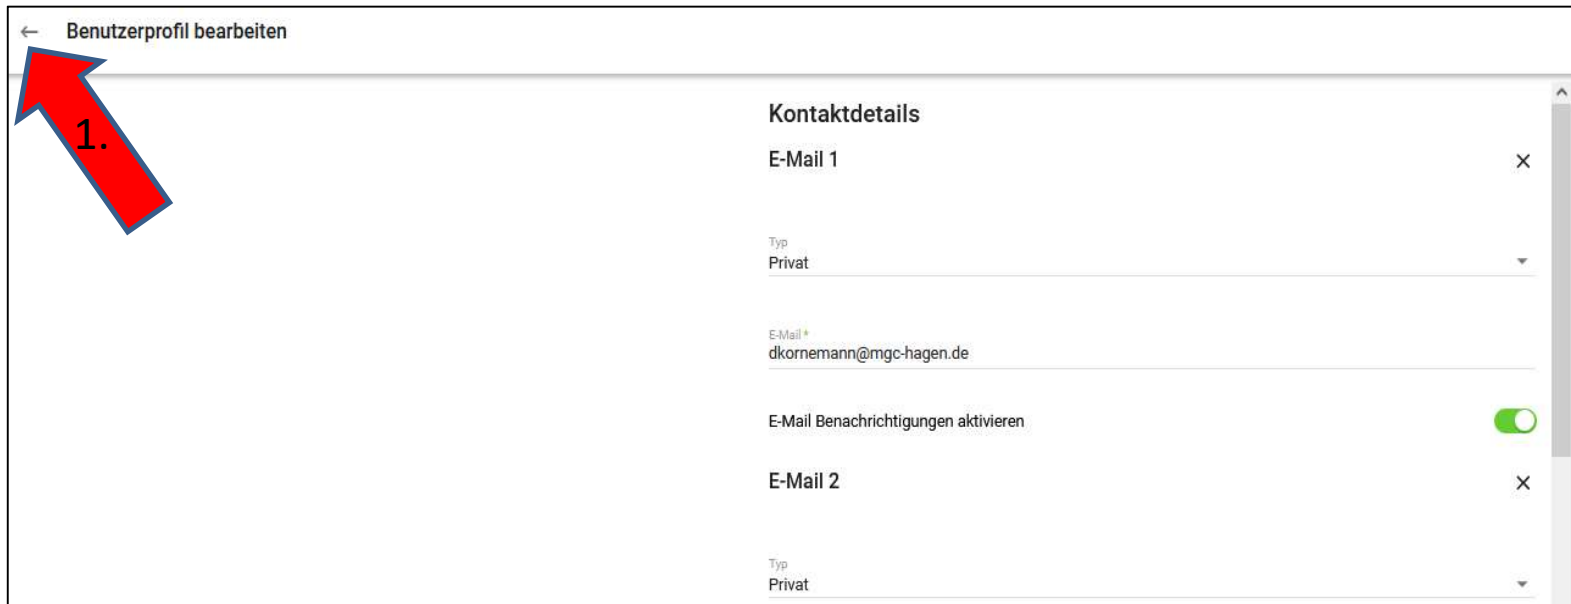 Benutzerprofil bearbeiten
1.
Kontaktdetails
E-Mail 1
Typ
Privat
E-Mail *
dkornemann@mgc-hagen.de
E-Mail Benachrichtigungen aktivieren
E-Mail 2
Typ
Privat